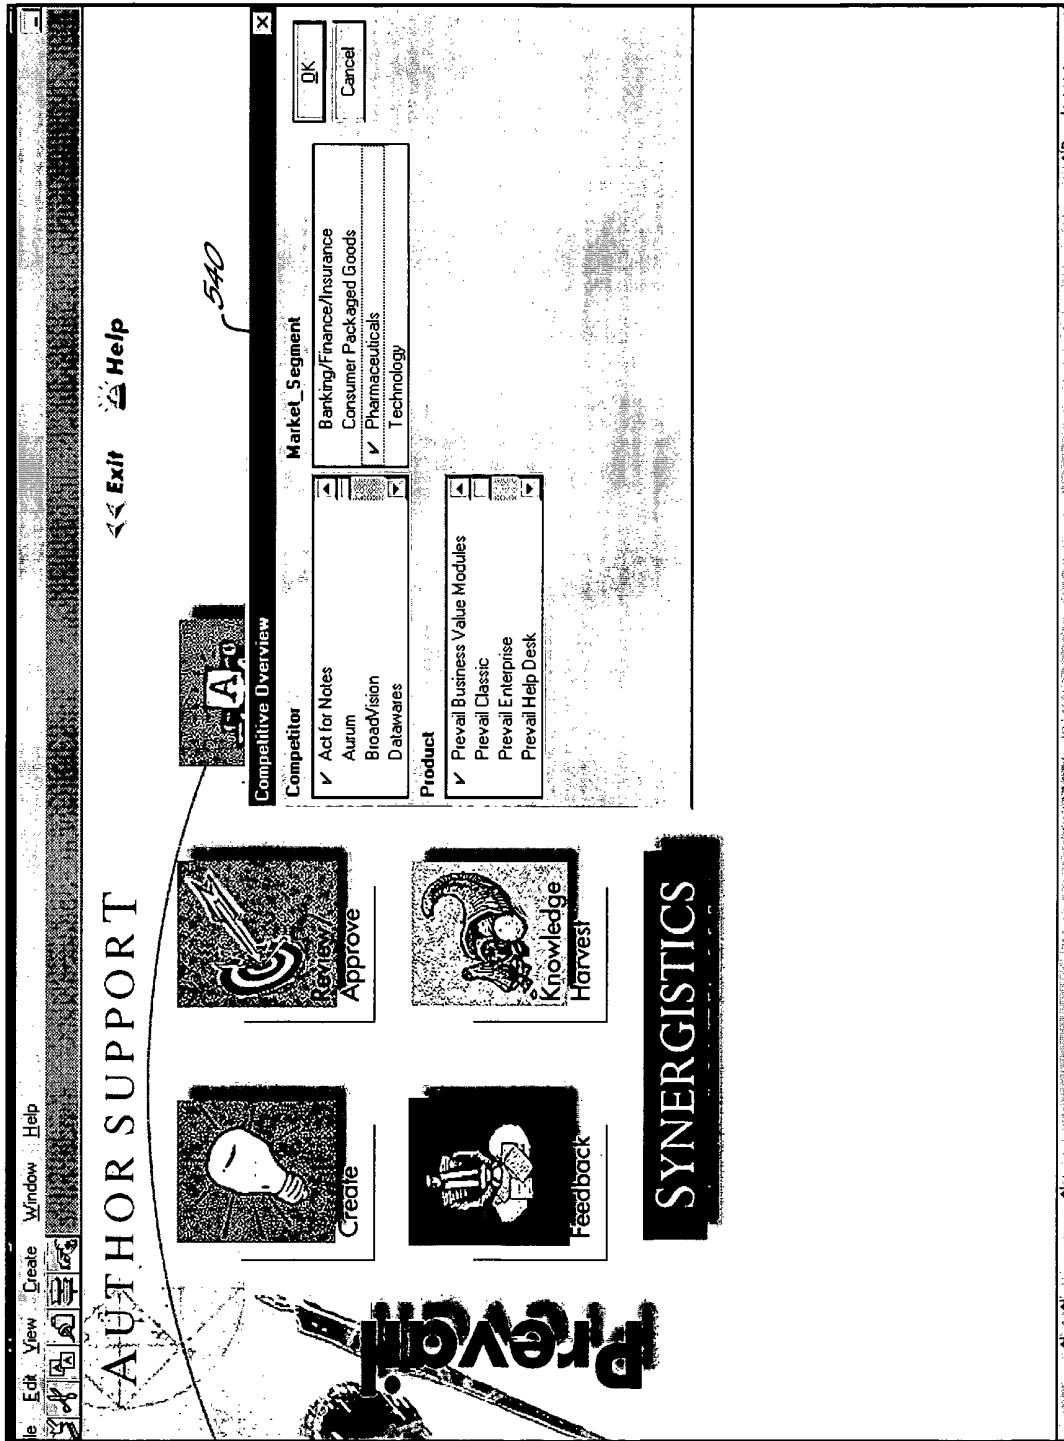 ile Edit View Create Window Help
AUTHOR SUPPORT
Exit Help
540
Prevail
Create
Review/
Approve
Feedback
Knowledge
Harvest
SYNERGISTICS
A
Competitive Overview
Competitor
✓ Act for Notes
Aurum
BroadVision
Datawares
Market_Segment
Banking/Finance/Insurance
Consumer Packaged Goods
✓ Pharmaceuticals
Technology
OK
Cancel
Product
✓ Prevail Business Value Modules
Prevail Classic
Prevail Enterprise
Prevail Help Desk